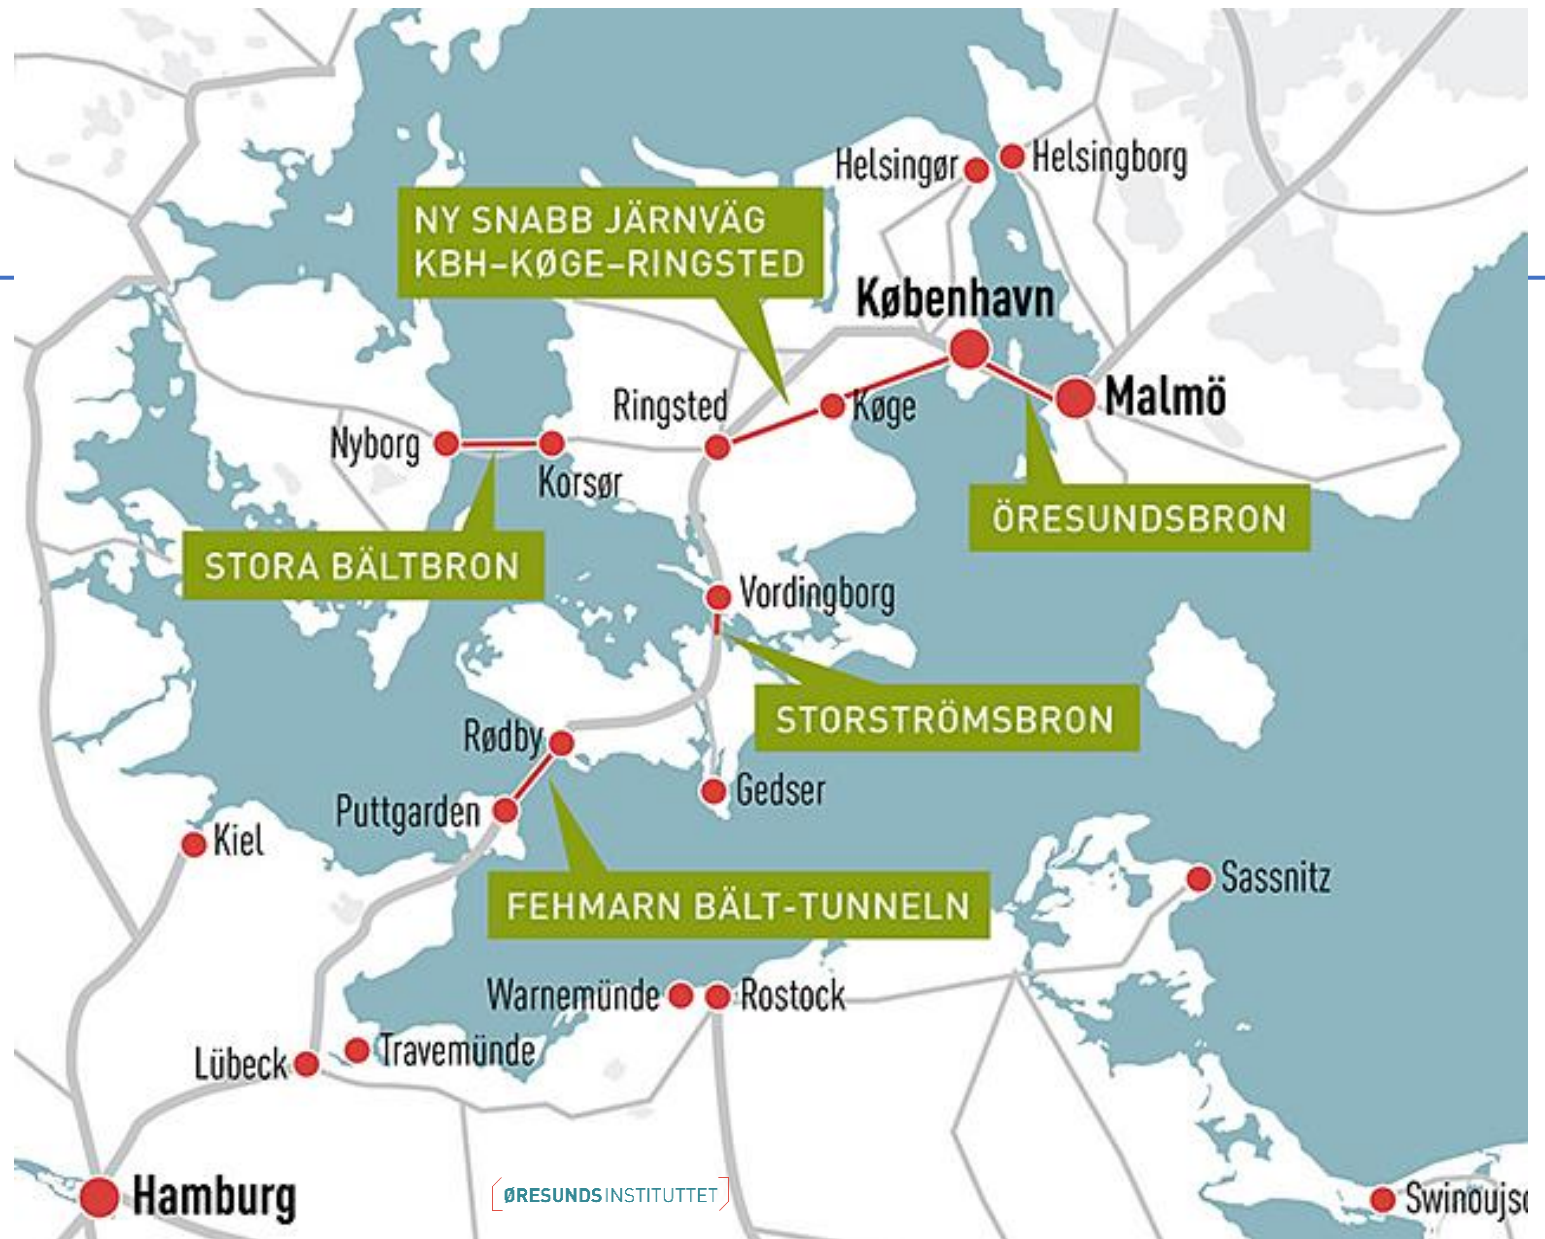 Helsingør
Helsingborg
NY SNABB JÄRNVÄG
KBH–KØGE–RINGSTED
København
Ringsted
Køge
Malmö
Nyborg
Korsør
ÖRESUNDSBRON
STORA BÄLTBRON
Vordingborg
STORSTRÖMSBRON
Rødby
Gedser
Puttgarden
Kiel
Sassnitz
FEHMARN BÄLT-TUNNELN
Warnemünde
Rostock
Lübeck
Travemünde
Hamburg
ØRESUNDSINSTITUTTET